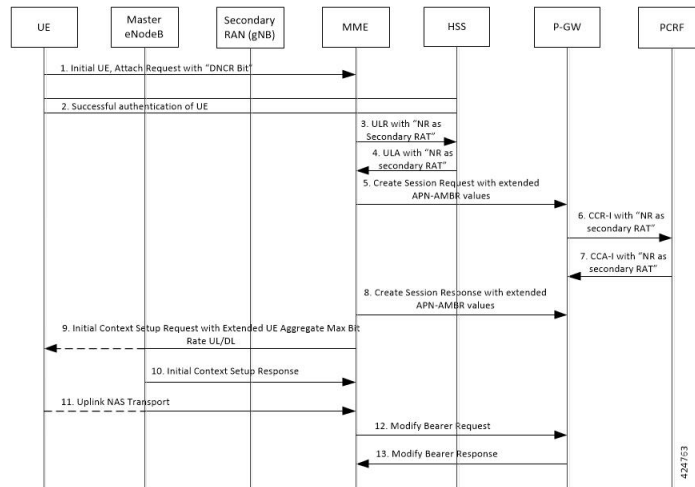 UE
Master
eNodeB
Secondary
RAN (gNB)
MME
HSS
P-GW
PCRF
1. Initial UE, Attach Request with “DNCR Bit”
2. Successful authentication of UE
3. ULR with “NR as
Secondary RAT”
4. ULA with “NR as
secondary RAT”
5. Create Session Request with extended
APN-AMBR
values
6. CCR-I with “NR as
secondary RAT”
7. CCA-I with “NR as
secondary RAT”
8. Create Session Response with extended
APN-AMBR values
9. Initial Context Setup Request with Extended UE Aggregate Max Bit
Rate UL/DL
10. Initial Context Setup Response
11. Uplink NAS Transport
12. Modify Bearer Request
13. Modify Bearer Response
424763